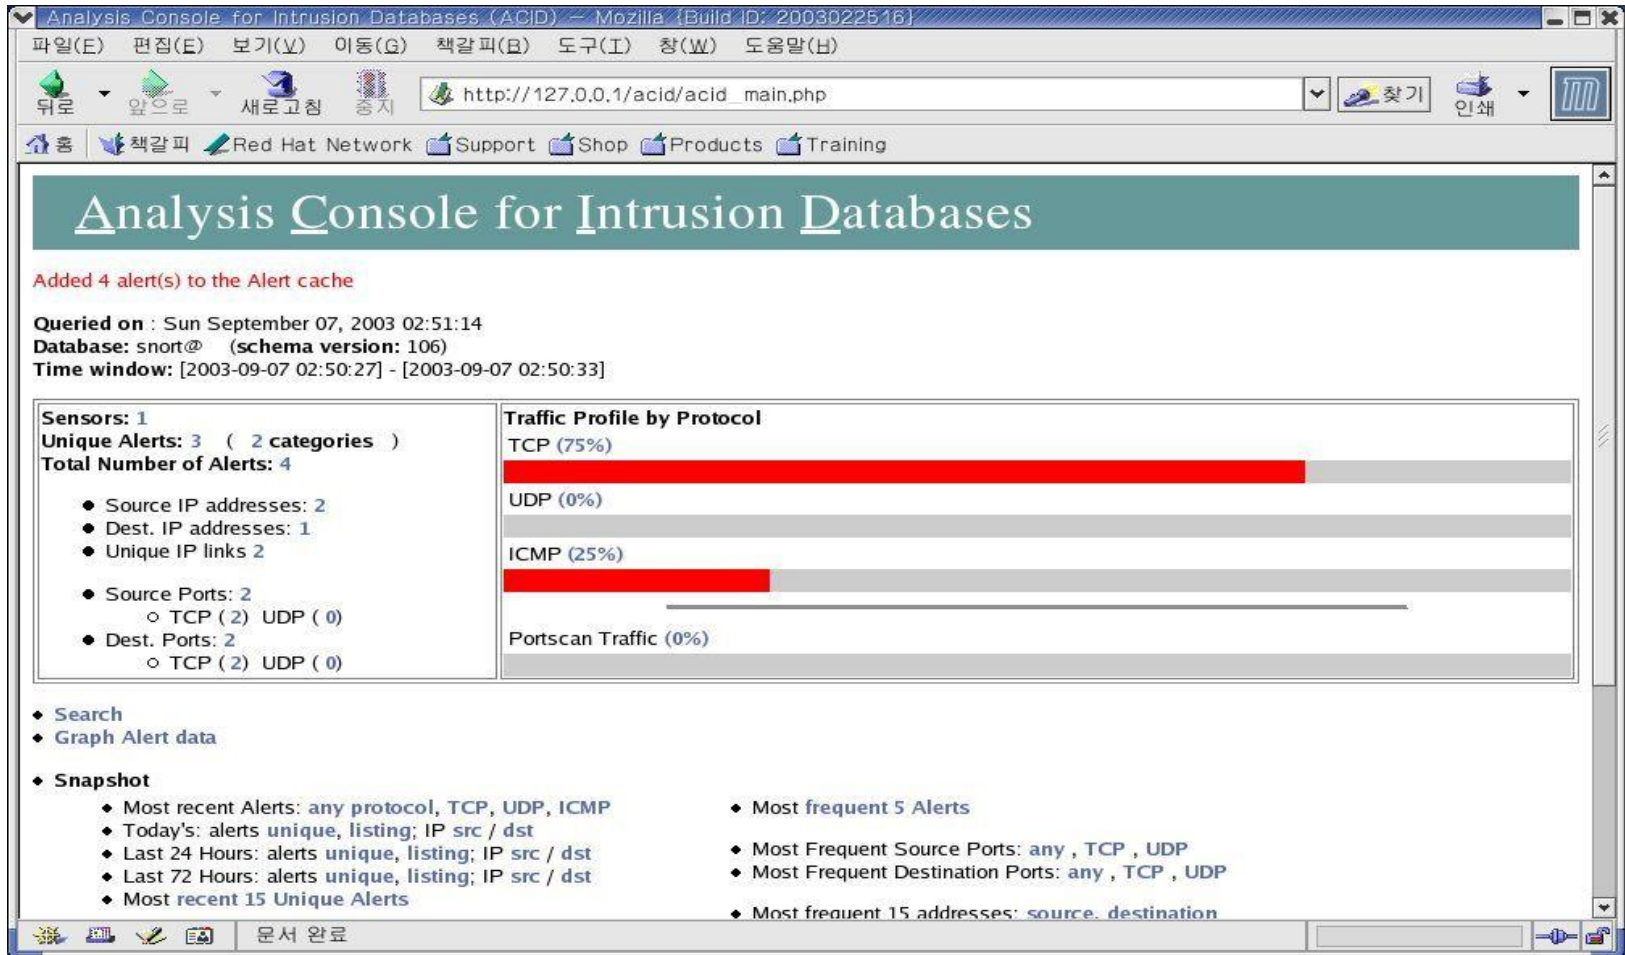 Analysis Console for Intrusion Databases (ACID) – Mozilla {Build ID: 2003022516}
파일(F) 편집(E) 보기(V) 이동(G) 책갈피(B) 도구(T) 창(W) 도움말(H)
뒤로 앞으로 새로고침 중지 http://127.0.0.1/acid/acid_main.php 찾기 인쇄
홈 책갈피 Red Hat Network Support Shop Products Training
Analysis Console for Intrusion Databases
Added 4 alert(s) to the Alert cache
Queried on : Sun September 07, 2003 02:51:14
Database: snort@ (schema version: 106)
Time window: [2003-09-07 02:50:27] - [2003-09-07 02:50:33]
Sensors: 1
Unique Alerts: 3 ( 2 categories )
Total Number of Alerts: 4
Source IP addresses: 2
Dest. IP addresses: 1
Unique IP links 2
Source Ports: 2
TCP ( 2) UDP ( 0)
Dest. Ports: 2
TCP ( 2) UDP ( 0)
Traffic Profile by Protocol
TCP (75%)
UDP (0%)
ICMP (25%)
Portscan Traffic (0%)
Search
Graph Alert data
Snapshot
Most recent Alerts: any protocol, TCP, UDP, ICMP
Today's: alerts unique, listing; IP src / dst
Last 24 Hours: alerts unique, listing; IP src / dst
Last 72 Hours: alerts unique, listing; IP src / dst
Most recent 15 Unique Alerts
Most frequent 5 Alerts
Most Frequent Source Ports: any , TCP , UDP
Most Frequent Destination Ports: any , TCP , UDP
Most frequent 15 addresses: source, destination
문서 완료